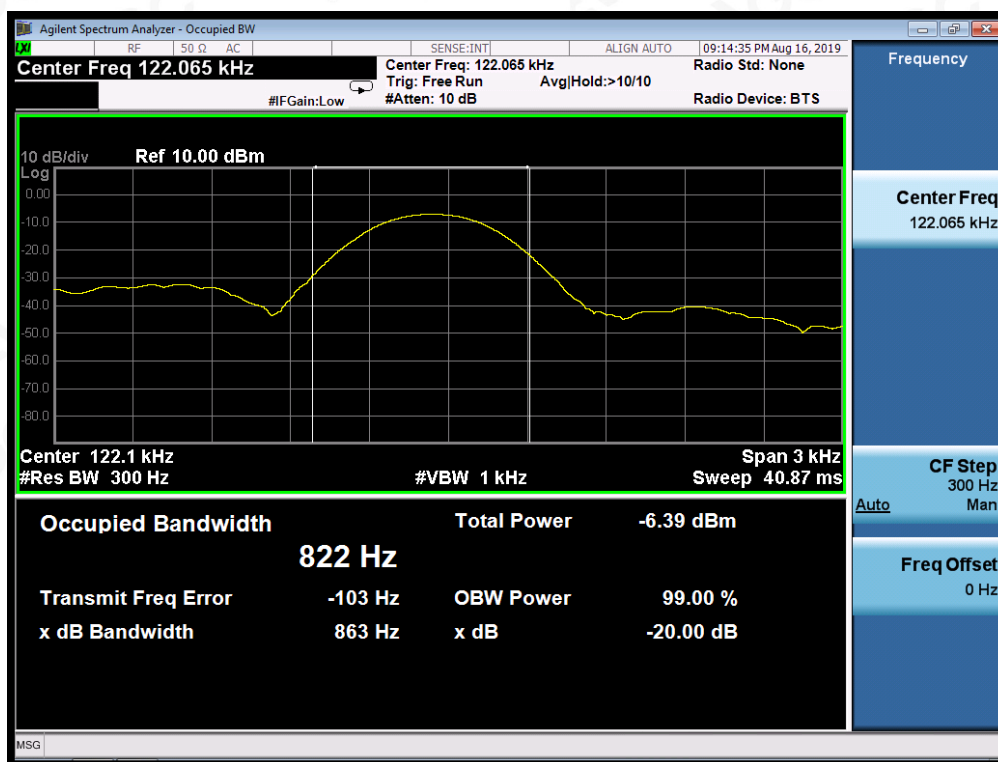 Agilent Spectrum Analyzer - Occupied BW
LXI RF 50 Ω AC SENSE:INT ALIGN AUTO 09:14:35 PM Aug 16, 2019
Center Freq 122.065 kHz
Center Freq: 122.065 kHz Radio Std: None
Trig: Free Run Avg|Hold:>10/10
#IFGain:Low #Atten: 10 dB Radio Device: BTS
10 dB/div Ref 10.00 dBm
Log
0.00
-10.0
-20.0
-30.0
-40.0
-50.0
-60.0
-70.0
-80.0
Center 122.1 kHz Span 3 kHz
#Res BW 300 Hz #VBW 1 kHz Sweep 40.87 ms
Occupied Bandwidth Total Power -6.39 dBm
822 Hz
Transmit Freq Error -103 Hz OBW Power 99.00 %
x dB Bandwidth 863 Hz x dB -20.00 dB
MSG
Frequency
Center Freq
122.065 kHz
CF Step
300 Hz
Auto Man
Freq Offset
0 Hz